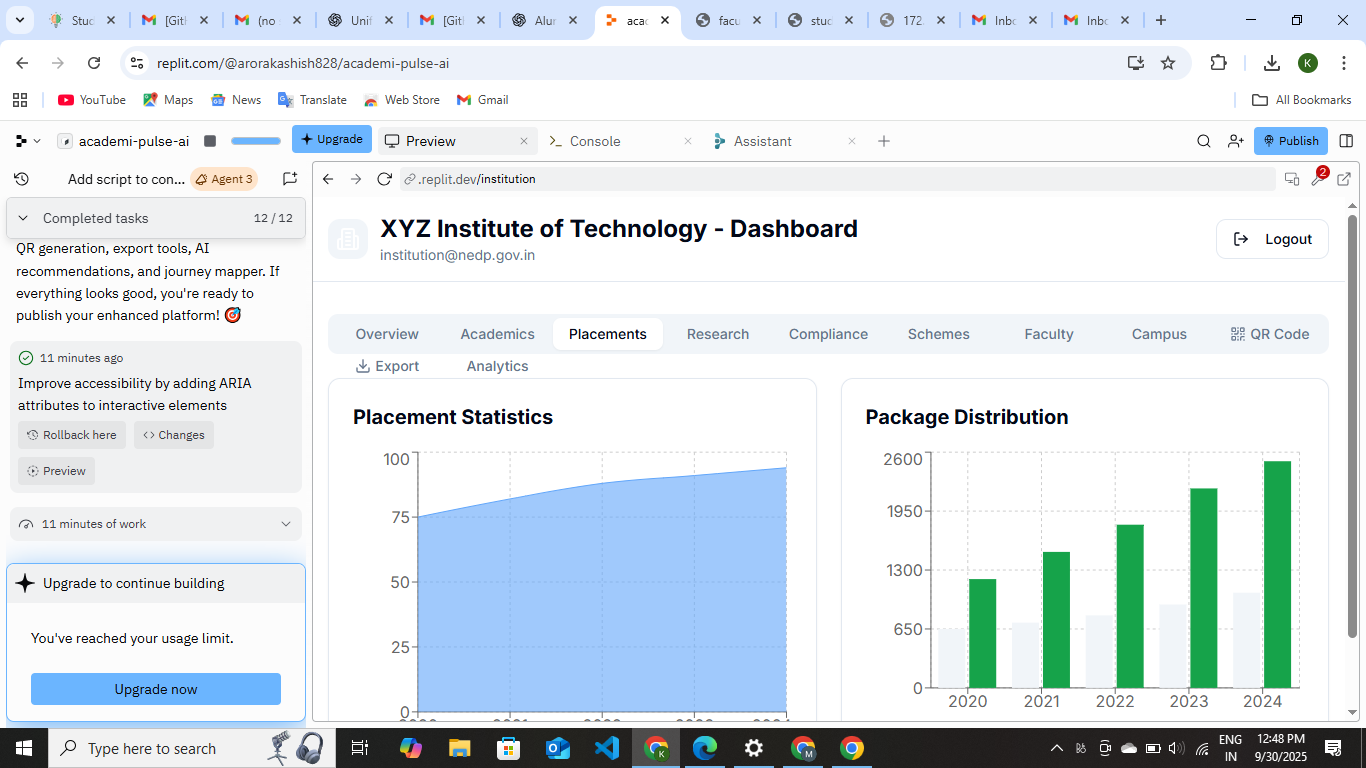 Stud
[Gitl
(no
Unif
[Gitl
Alur
acac
facu
stud
172.
Inbc
Inbc
replit.com/@arorakashish828/academi-pulse-ai
K
YouTube
Maps
News
Translate
Web Store
Gmail
All Bookmarks
academi-pulse-ai
Upgrade
Preview
Console
Assistant
Publish
Add script to con...
Agent 3
.replit.dev/institution
2
Completed tasks
12 / 12
QR generation, export tools, AI
recommendations, and journey mapper. If
everything looks good, you're ready to
publish your enhanced platform! 🎯
11 minutes ago
Improve accessibility by adding ARIA
attributes to interactive elements
Rollback here
Changes
Preview
11 minutes of work
Upgrade to continue building
You've reached your usage limit.
Upgrade now
XYZ Institute of Technology - Dashboard
institution@nedp.gov.in
Logout
Overview
Academics
Placements
Research
Compliance
Schemes
Faculty
Campus
QR Code
Export
Analytics
Placement Statistics
100
75
50
25
0
Package Distribution
2600
1950
1300
650
0
2020
2021
2022
2023
2024
Type here to search
ENG
IN
12:48 PM
9/30/2025